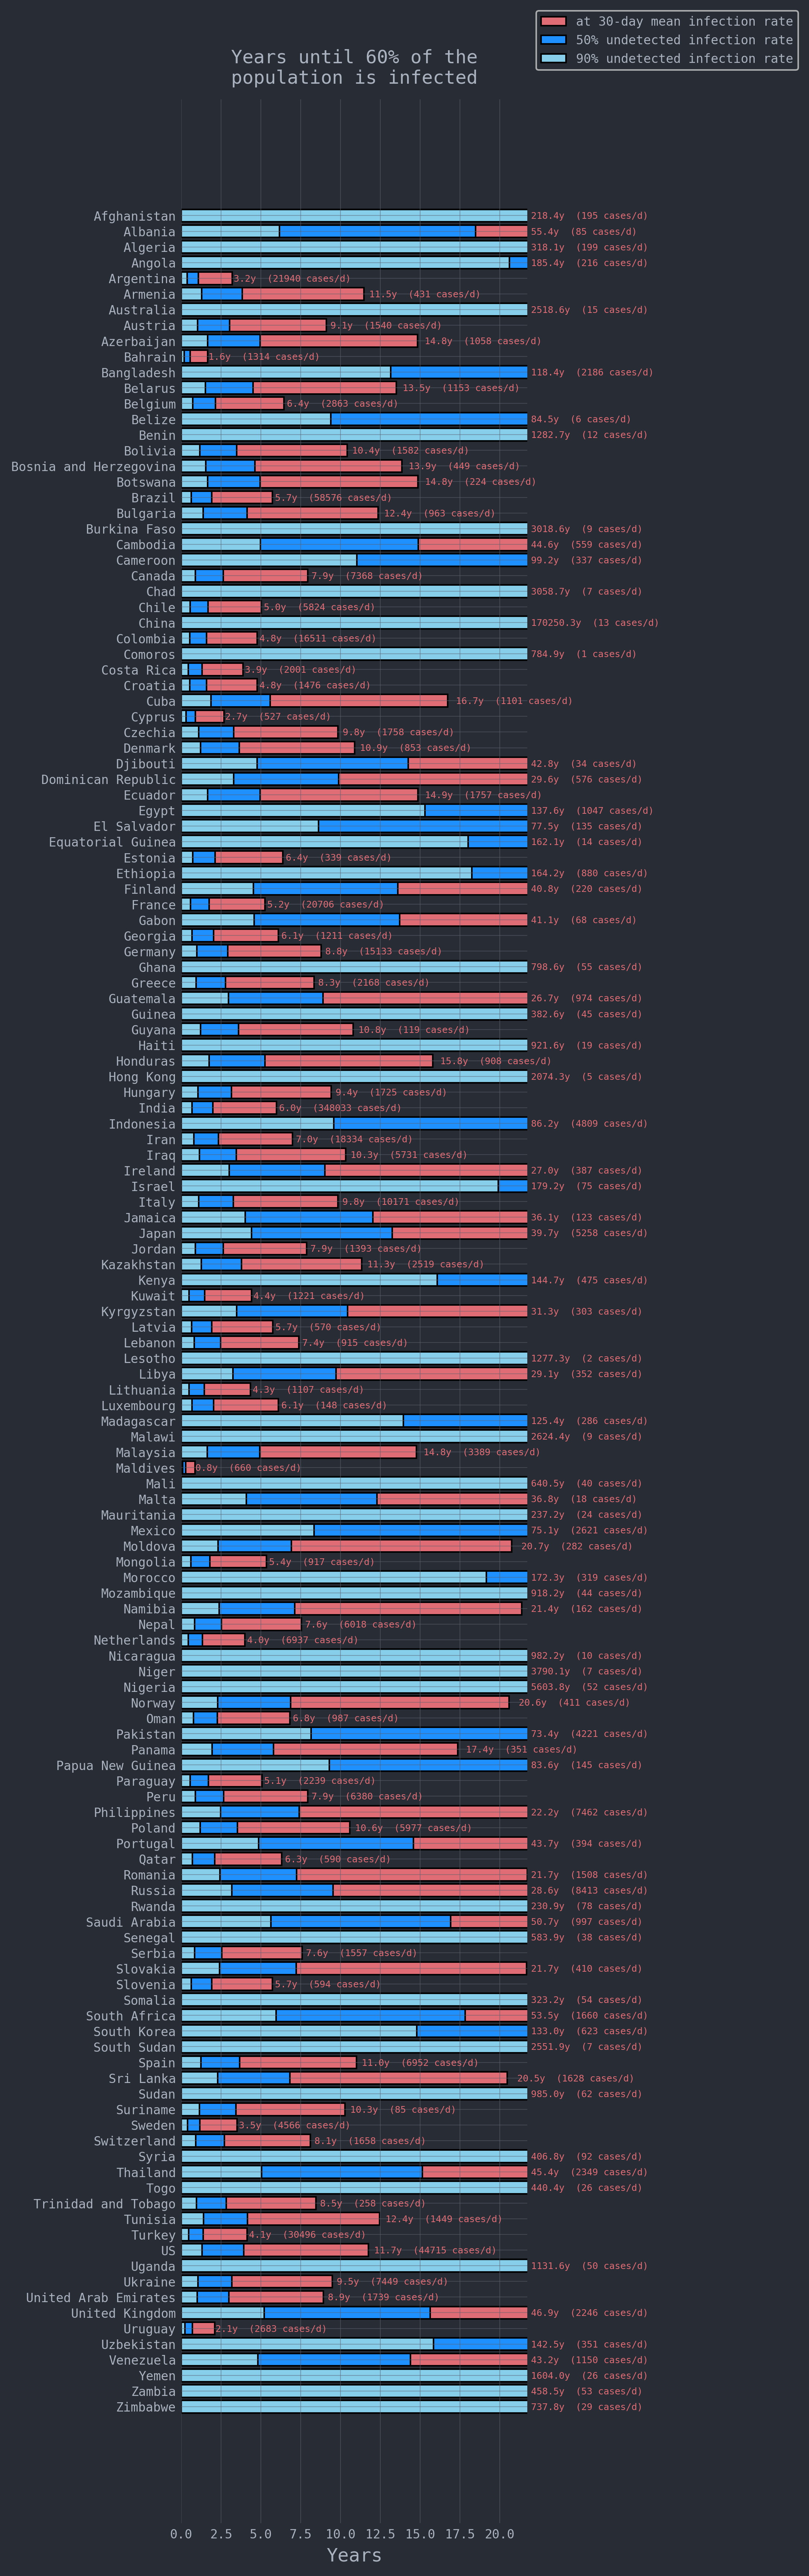 at 30-day mean infection rate
50% undetected infection rate
90% undetected infection rate
Years until 60% of the
population is infected
Afghanistan 218.4y (195 cases/d)
Albania 55.4y (85 cases/d)
Algeria 318.1y (199 cases/d)
Angola 185.4y (216 cases/d)
Argentina 3.2y (21940 cases/d)
Armenia 11.5y (431 cases/d)
Australia 2518.6y (15 cases/d)
Austria 9.1y (1540 cases/d)
Azerbaijan 14.8y (1058 cases/d)
Bahrain 1.6y (1314 cases/d)
Bangladesh 118.4y (2186 cases/d)
Belarus 13.5y (1153 cases/d)
Belgium 6.4y (2863 cases/d)
Belize 84.5y (6 cases/d)
Benin 1282.7y (12 cases/d)
Bolivia 10.4y (1582 cases/d)
Bosnia and Herzegovina 13.9y (449 cases/d)
Botswana 14.8y (224 cases/d)
Brazil 5.7y (58576 cases/d)
Bulgaria 12.4y (963 cases/d)
Burkina Faso 3018.6y (9 cases/d)
Cambodia 44.6y (559 cases/d)
Cameroon 99.2y (337 cases/d)
Canada 7.9y (7368 cases/d)
Chad 3058.7y (7 cases/d)
Chile 5.0y (5824 cases/d)
China 170250.3y (13 cases/d)
Colombia 4.8y (16511 cases/d)
Comoros 784.9y (1 cases/d)
Costa Rica 3.9y (2001 cases/d)
Croatia 4.8y (1476 cases/d)
Cuba 16.7y (1101 cases/d)
Cyprus 2.7y (527 cases/d)
Czechia 9.8y (1758 cases/d)
Denmark 10.9y (853 cases/d)
Djibouti 42.8y (34 cases/d)
Dominican Republic 29.6y (576 cases/d)
Ecuador 14.9y (1757 cases/d)
Egypt 137.6y (1047 cases/d)
El Salvador 77.5y (135 cases/d)
Equatorial Guinea 162.1y (14 cases/d)
Estonia 6.4y (339 cases/d)
Ethiopia 164.2y (880 cases/d)
Finland 40.8y (220 cases/d)
France 5.2y (20706 cases/d)
Gabon 41.1y (68 cases/d)
Georgia 6.1y (1211 cases/d)
Germany 8.8y (15133 cases/d)
Ghana 798.6y (55 cases/d)
Greece 8.3y (2168 cases/d)
Guatemala 26.7y (974 cases/d)
Guinea 382.6y (45 cases/d)
Guyana 10.8y (119 cases/d)
Haiti 921.6y (19 cases/d)
Honduras 15.8y (908 cases/d)
Hong Kong 2074.3y (5 cases/d)
Hungary 9.4y (1725 cases/d)
India 6.0y (348033 cases/d)
Indonesia 86.2y (4809 cases/d)
Iran 7.0y (18334 cases/d)
Iraq 10.3y (5731 cases/d)
Ireland 27.0y (387 cases/d)
Israel 179.2y (75 cases/d)
Italy 9.8y (10171 cases/d)
Jamaica 36.1y (123 cases/d)
Japan 39.7y (5258 cases/d)
Jordan 7.9y (1393 cases/d)
Kazakhstan 11.3y (2519 cases/d)
Kenya 144.7y (475 cases/d)
Kuwait 4.4y (1221 cases/d)
Kyrgyzstan 31.3y (303 cases/d)
Latvia 5.7y (570 cases/d)
Lebanon 7.4y (915 cases/d)
Lesotho 1277.3y (2 cases/d)
Libya 29.1y (352 cases/d)
Lithuania 4.3y (1107 cases/d)
Luxembourg 6.1y (148 cases/d)
Madagascar 125.4y (286 cases/d)
Malawi 2624.4y (9 cases/d)
Malaysia 14.8y (3389 cases/d)
Maldives 0.8y (660 cases/d)
Mali 640.5y (40 cases/d)
Malta 36.8y (18 cases/d)
Mauritania 237.2y (24 cases/d)
Mexico 75.1y (2621 cases/d)
Moldova 20.7y (282 cases/d)
Mongolia 5.4y (917 cases/d)
Morocco 172.3y (319 cases/d)
Mozambique 918.2y (44 cases/d)
Namibia 21.4y (162 cases/d)
Nepal 7.6y (6018 cases/d)
Netherlands 4.0y (6937 cases/d)
Nicaragua 982.2y (10 cases/d)
Niger 3790.1y (7 cases/d)
Nigeria 5603.8y (52 cases/d)
Norway 20.6y (411 cases/d)
Oman 6.8y (987 cases/d)
Pakistan 73.4y (4221 cases/d)
Panama 17.4y (351 cases/d)
Papua New Guinea 83.6y (145 cases/d)
Paraguay 5.1y (2239 cases/d)
Peru 7.9y (6380 cases/d)
Philippines 22.2y (7462 cases/d)
Poland 10.6y (5977 cases/d)
Portugal 43.7y (394 cases/d)
Qatar 6.3y (590 cases/d)
Romania 21.7y (1508 cases/d)
Russia 28.6y (8413 cases/d)
Rwanda 230.9y (78 cases/d)
Saudi Arabia 50.7y (997 cases/d)
Senegal 583.9y (38 cases/d)
Serbia 7.6y (1557 cases/d)
Slovakia 21.7y (410 cases/d)
Slovenia 5.7y (594 cases/d)
Somalia 323.2y (54 cases/d)
South Africa 53.5y (1660 cases/d)
South Korea 133.0y (623 cases/d)
South Sudan 2551.9y (7 cases/d)
Spain 11.0y (6952 cases/d)
Sri Lanka 20.5y (1628 cases/d)
Sudan 985.0y (62 cases/d)
Suriname 10.3y (85 cases/d)
Sweden 3.5y (4566 cases/d)
Switzerland 8.1y (1658 cases/d)
Syria 406.8y (92 cases/d)
Thailand 45.4y (2349 cases/d)
Togo 440.4y (26 cases/d)
Trinidad and Tobago 8.5y (258 cases/d)
Tunisia 12.4y (1449 cases/d)
Turkey 4.1y (30496 cases/d)
US 11.7y (44715 cases/d)
Uganda 1131.6y (50 cases/d)
Ukraine 9.5y (7449 cases/d)
United Arab Emirates 8.9y (1739 cases/d)
United Kingdom 46.9y (2246 cases/d)
Uruguay 2.1y (2683 cases/d)
Uzbekistan 142.5y (351 cases/d)
Venezuela 43.2y (1150 cases/d)
Yemen 1604.0y (26 cases/d)
Zambia 458.5y (53 cases/d)
Zimbabwe 737.8y (29 cases/d)
0.0 2.5 5.0 7.5 10.0 12.5 15.0 17.5 20.0
Years